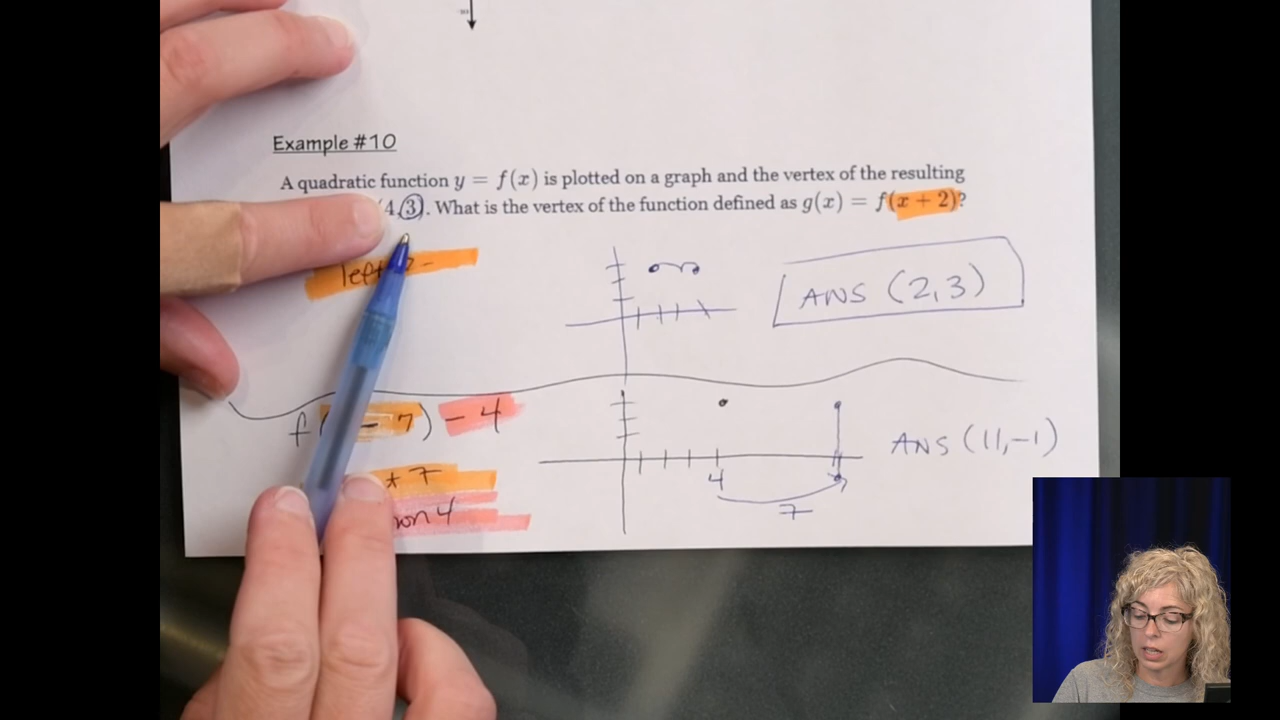 Example #10
A quadratic function y = f(x) is plotted on a graph and the vertex of the resulting
4, 3). What is the vertex of the function defined as g(x) = f(x + 2)?
left
ANS (2,3)
f( - 7) - 4
7
4
4
7
ANS (11,-1)